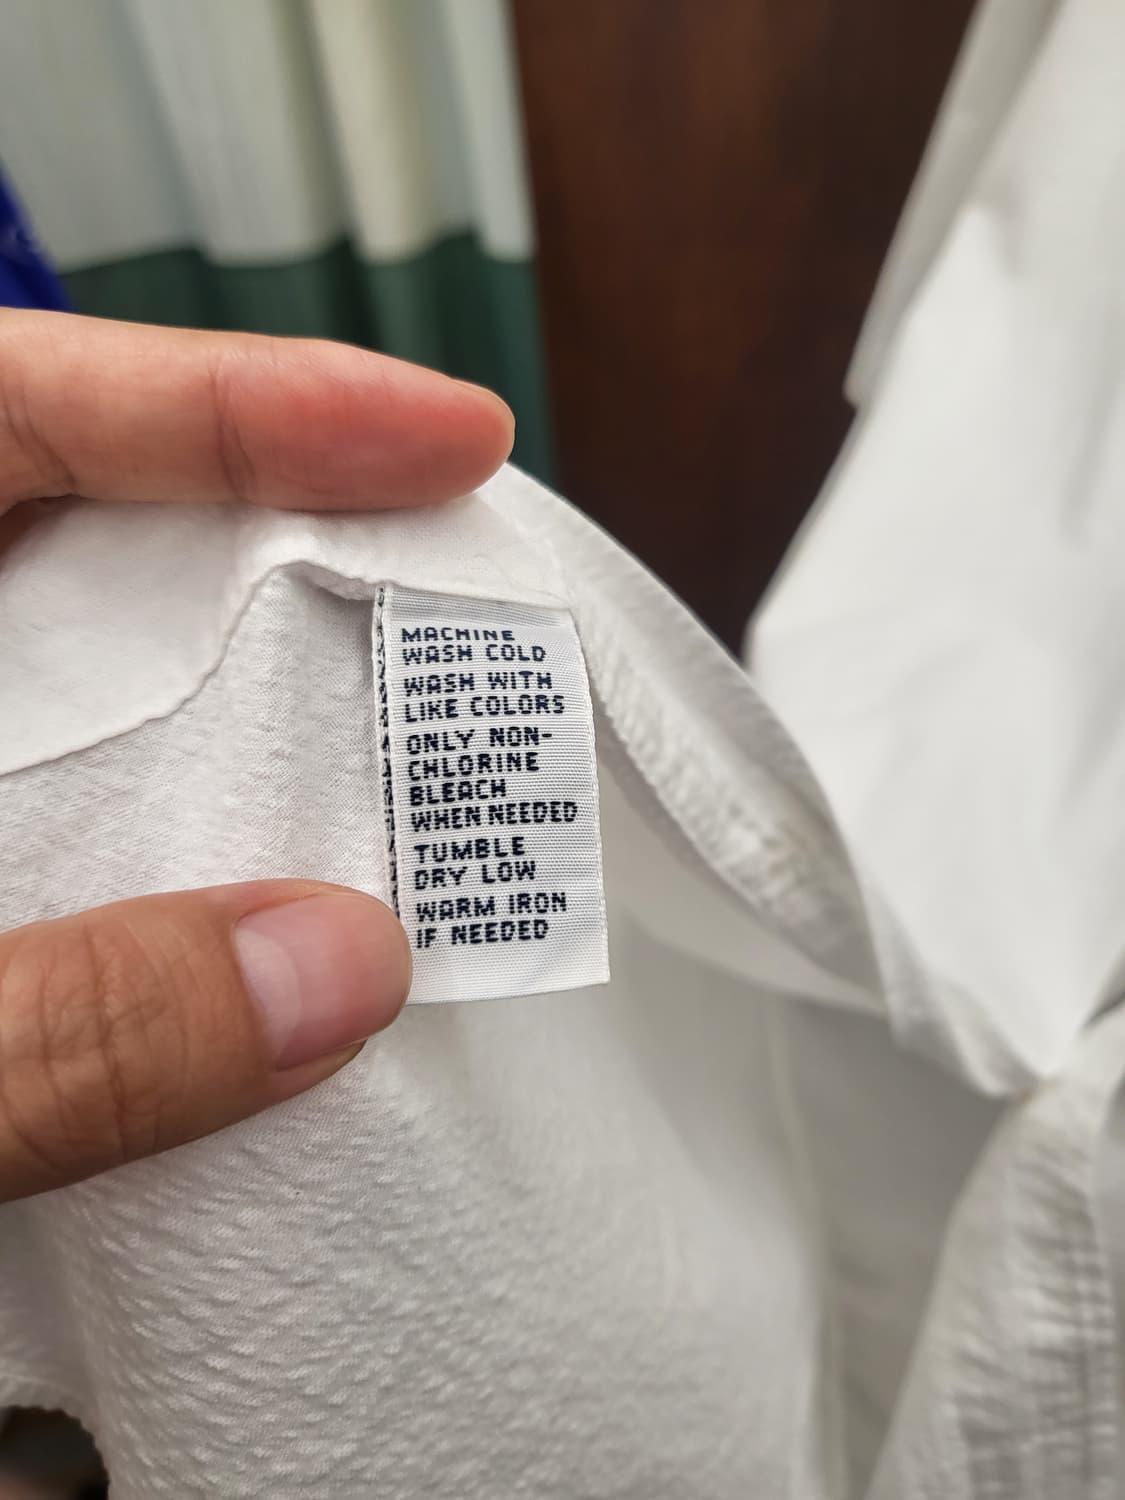 MACHINE
WASH COLD
WASH WITH
LIKE COLORS
ONLY NON-
CHLORINE
BLEACH
WHEN NEEDED
TUMBLE
DRY LOW
WARM IRON
IF NEEDED